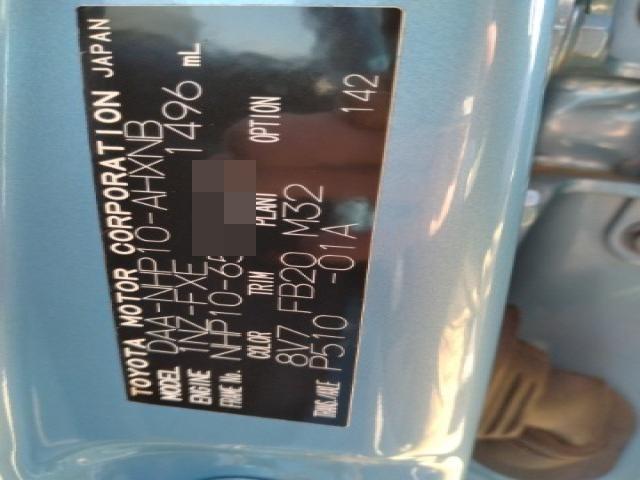 TOYOTA MOTOR CORPORATION JAPAN
MODEL DAA-NHP10-AHXNB
ENGINE 1NZ-FXE 1496 mL
FRAME No. NHP10-65
COLOR TRIM PLANT OPTION
8V7 FB20 M32
TRANS./AXLE P510 -01A 142